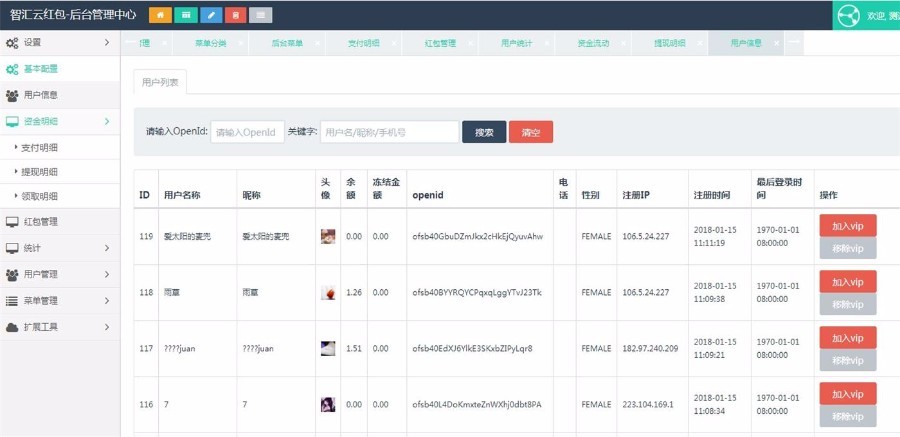 智汇云红包-后台管理中心
欢迎,
设置
基本配置
用户信息
资金明细
支付明细
提现明细
领取明细
红包管理
统计
用户管理
菜单管理
扩展工具
菜单分类 后台菜单 支付明细 红包管理 用户统计 资金流动 提现明细 用户信息
用户列表
请输入OpenId: 请输入OpenId 关键字: 用户名/昵称/手机号 搜索 清空
ID 用户名称 昵称 头像 余额 冻结金额 openid 电话 性别 注册IP 注册时间 最后登录时间 操作
119 爱太阳的麦兜 爱太阳的麦兜 0.00 0.00 ofsb40GbuDZmJkx2cHkEjQyuvAhw FEMALE 106.5.24.227 2018-01-15 11:11:19 1970-01-01 08:00:00 加入vip 移除vip
118 雨草 雨草 1.26 0.00 ofsb40BYYRQYCPqxqLggYTvJ23Tk FEMALE 106.5.24.227 2018-01-15 11:09:38 1970-01-01 08:00:00 加入vip 移除vip
117 ????juan ????juan 1.51 0.00 ofsb40EdXJ6YlkE3SKxbZIPyLqr8 FEMALE 182.97.240.209 2018-01-15 11:09:21 1970-01-01 08:00:00 加入vip 移除vip
116 7 7 0.00 0.00 ofsb40L4DoKmxteZnWXhj0dbt8PA FEMALE 223.104.169.1 2018-01-15 11:08:34 1970-01-01 08:00:00 加入vip 移除vip